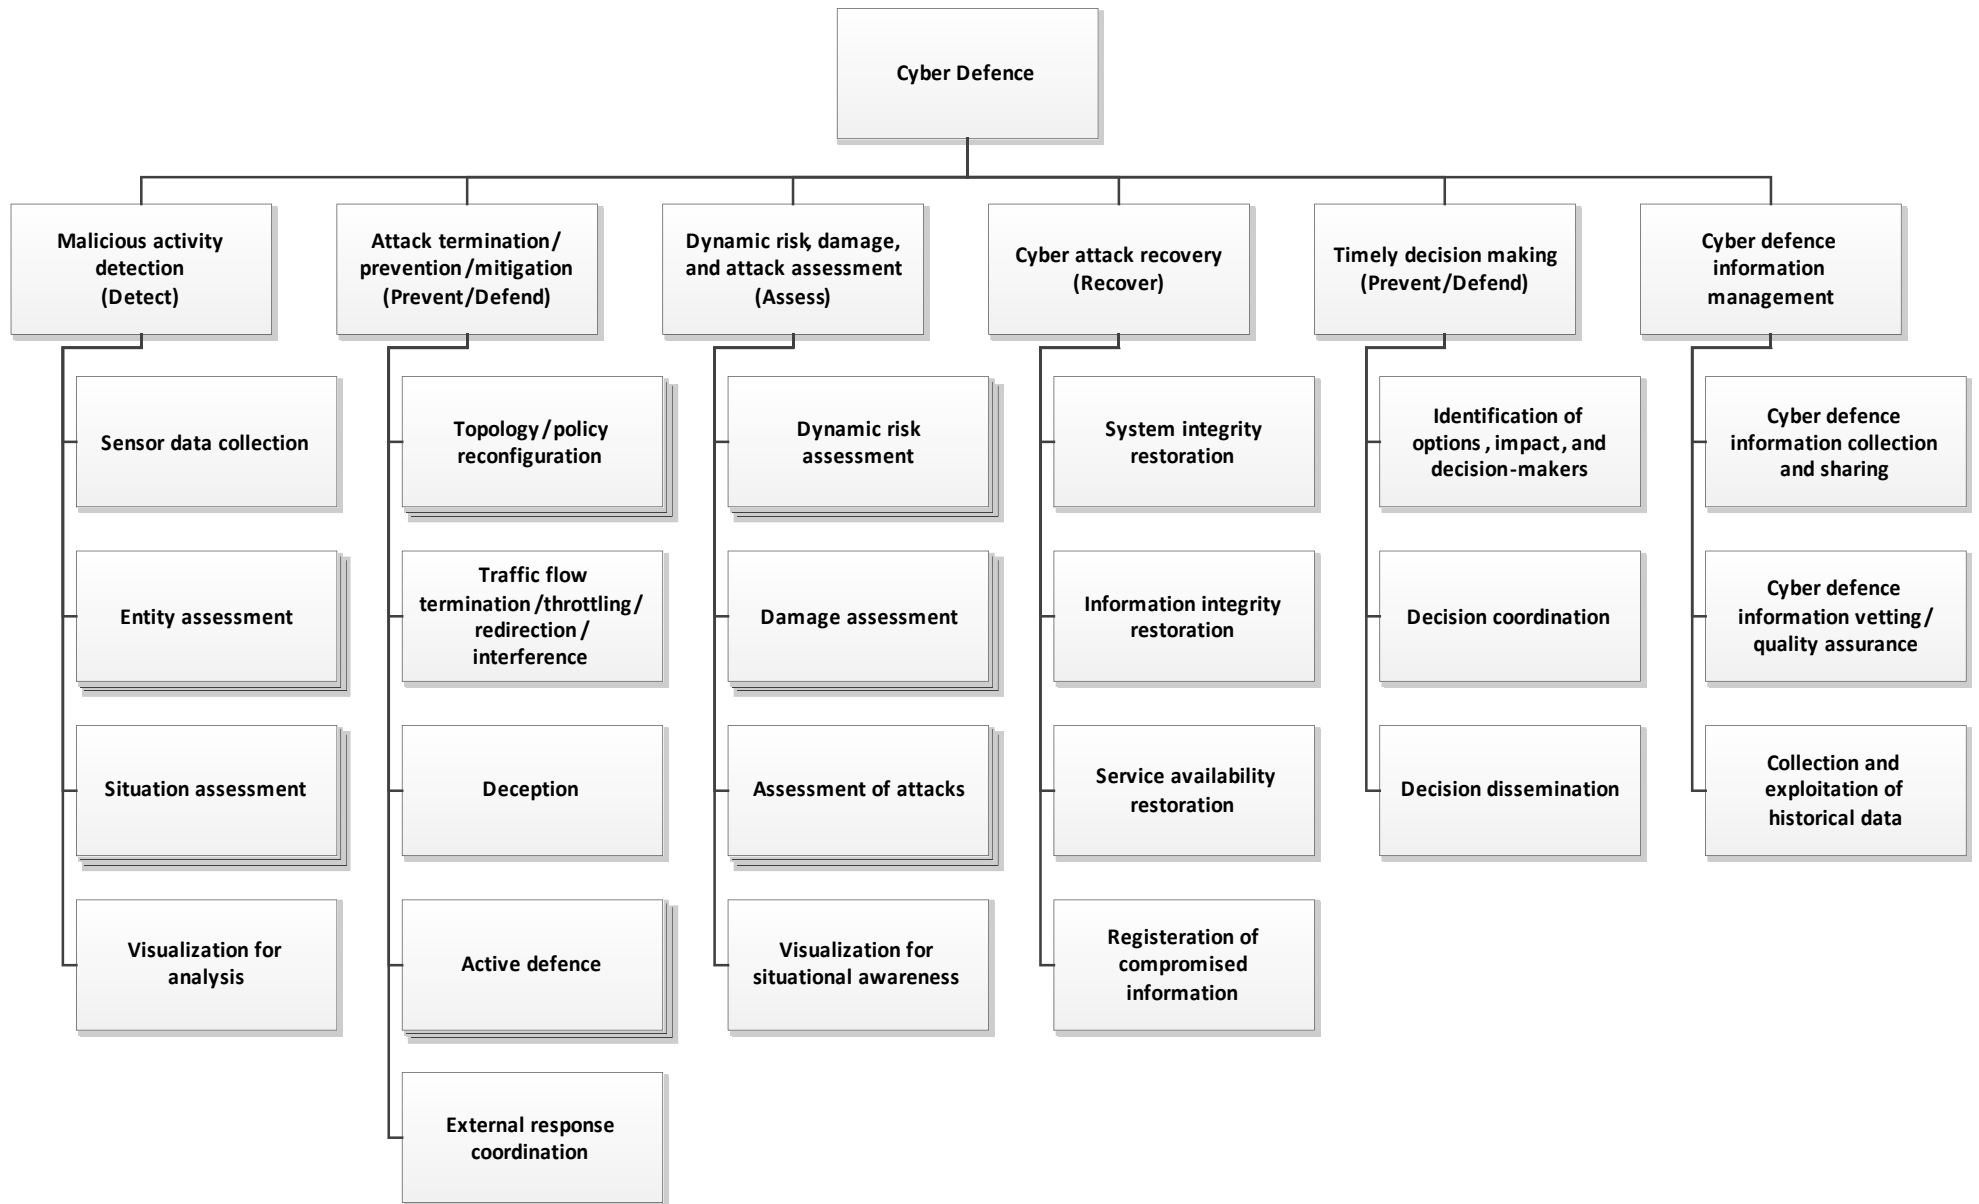 Cyber Defence
Malicious activity
detection
(Detect)
Attack termination/
prevention/mitigation
(Prevent/Defend)
Dynamic risk, damage,
and attack assessment
(Assess)
Cyber attack recovery
(Recover)
Timely decision making
(Prevent/Defend)
Cyber defence
information
management
Sensor data collection
Entity assessment
Situation assessment
Visualization for
analysis
Topology/policy
reconfiguration
Traffic flow
termination/throttling/
redirection/
interference
Deception
Active defence
External response
coordination
Dynamic risk
assessment
Damage assessment
Assessment of attacks
Visualization for
situational awareness
System integrity
restoration
Information integrity
restoration
Service availability
restoration
Registeration of
compromised
information
Identification of
options, impact, and
decision-makers
Decision coordination
Decision dissemination
Cyber defence
information collection
and sharing
Cyber defence
information vetting/
quality assurance
Collection and
exploitation of
historical data